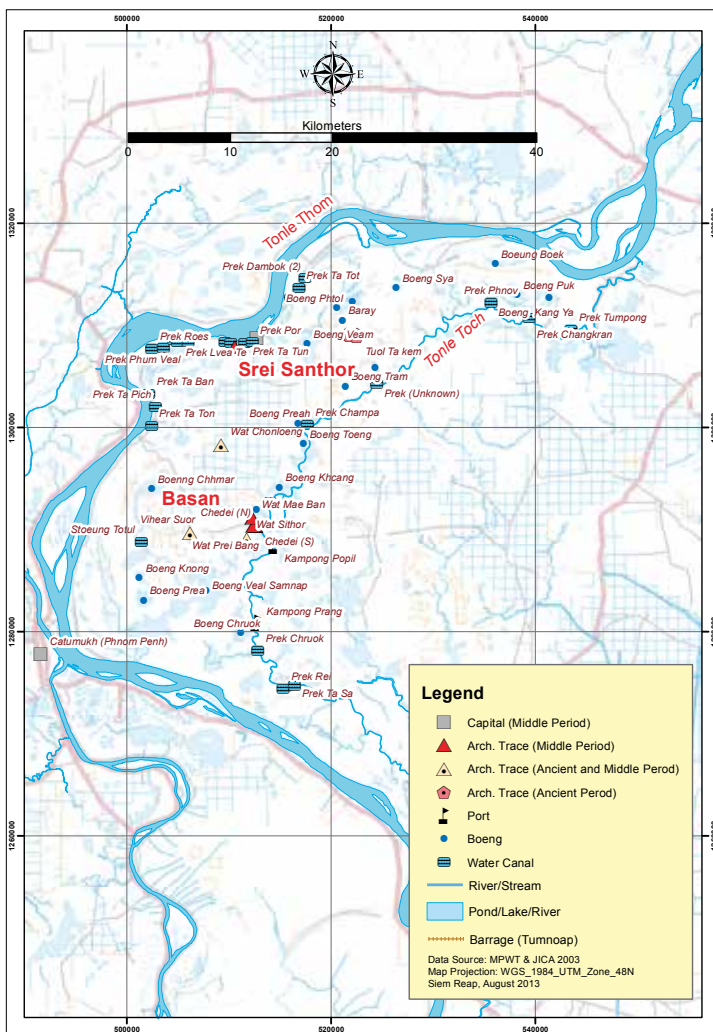 500000 520000 540000
N
W E
S
Kilometers
0 10 20 40
1320000
Tonle Thom
Prek Dambok (2)
Prek Ta Tot
Boeung Boek
Boeng Sya
Boeng Phtol
Prek Phnov
Boeng Puk
Baray
Boeng Kang Ya
Prek Tumpong
Prek Changkran
Prek Por
Prek Roes
Boeng Veam
Prek Phum Veal
Prek Lvea Te
Prek Ta Tun
Tonle Toch
Srei Santhor
Tuol Ta kem
Prek Ta Ban
Boeng Tram
Prek Ta Pich
Prek (Unknown)
Prek Ta Ton
Boeng Preah
Prek Champa
1300000
Wat Chonloeng
Boeng Toeng
Boenng Chhmar
Boeng Khcang
Basan
Wat Mae Ban
Chedei (N)
Vihear Suor
Stoeung Totul
Wat Sithor
Wat Prei Bang
Chedei (S)
Kampong Popil
Boeng Knong
Boeng Veal Samnap
Boeng Prea
Kampong Prang
Boeng Chruok
1280000
Prek Chruok
Catumukh (Phnom Penh)
Prek Rei
Prek Ta Sa
Legend
Capital (Middle Period)
Arch. Trace (Middle Period)
Arch. Trace (Ancient and Middle Perod)
Arch. Trace (Ancient Perod)
Port
Boeng
Water Canal
River/Stream
Pond/Lake/River
Barrage (Tumnoap)
Data Source: MPWT & JICA 2003
Map Projection: WGS_1984_UTM_Zone_48N
Siem Reap, August 2013
1260000
500000 520000 540000